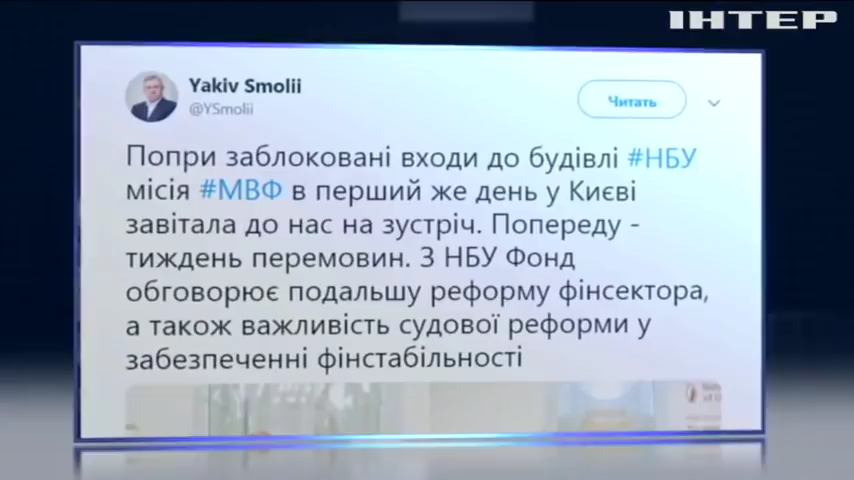 ІНТЕР
Yakiv Smolii
@YSmolii
Читать
Попри заблоковані входи до будівлі #НБУ
місія #МВФ в перший же день у Києві
завітала до нас на зустріч. Попереду -
тиждень перемовин. З НБУ Фонд
обговорює подальшу реформу фінсектора,
а також важливість судової реформи у
забезпеченні фінстабільності